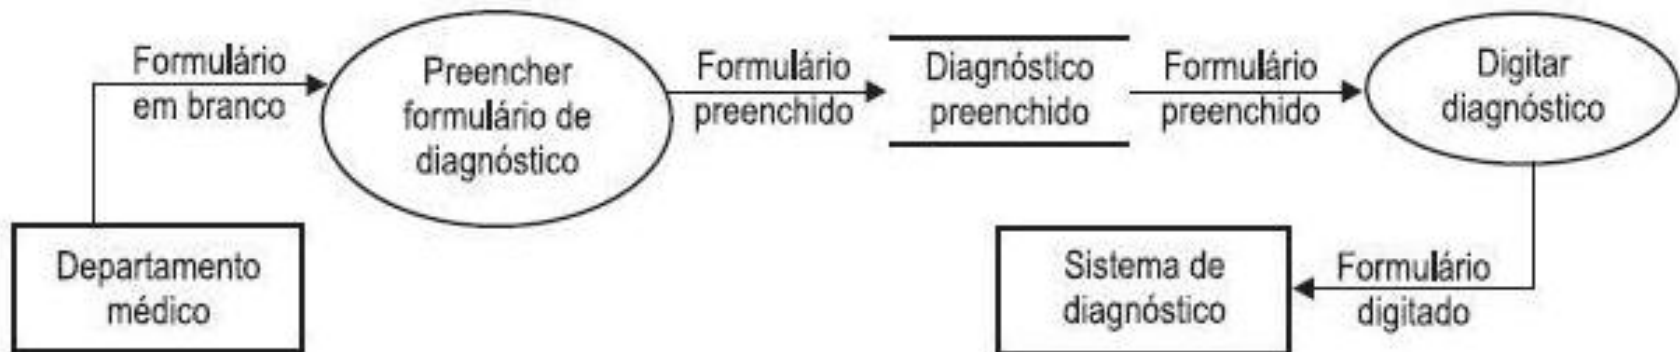 Formulário
em branco
Preencher
formulário de
diagnóstico
Formulário
preenchido
Diagnóstico
preenchido
Formulário
preenchido
Digitar
diagnóstico
Departamento
médico
Sistema de
diagnóstico
Formulário
digitado